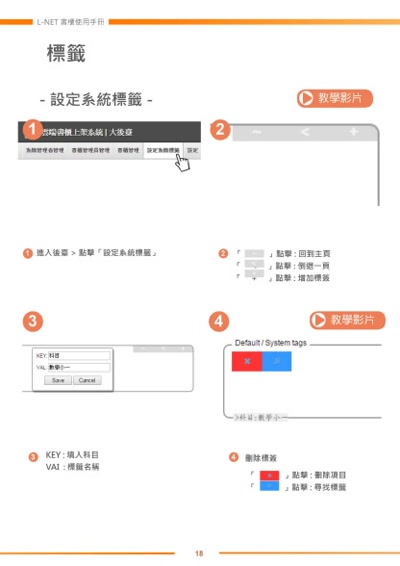 L-NET 書櫃使用手冊
標籤
- 設定系統標籤 -
教學影片
1
雲端書櫃上架系統 | 大後臺
系統管理者管理 書櫃管理員管理 書櫃管理 設定系統標籤 設定
2
~ < +
1 進入後臺 > 點擊「設定系統標籤」
2 「 ~ 」點擊 : 回到主頁
「 < 」點擊 : 倒退一頁
「 + 」點擊 : 增加標簽
3
KEY: 科目
VAL: 數學小一
Save Cancel
4
教學影片
Default / System tags
>科目: 數學小一
3 KEY : 填入科目
VAI : 標籤名稱
4 刪除標簽
「 × 」點擊 : 刪除項目
「 」點擊 : 尋找標籤
18